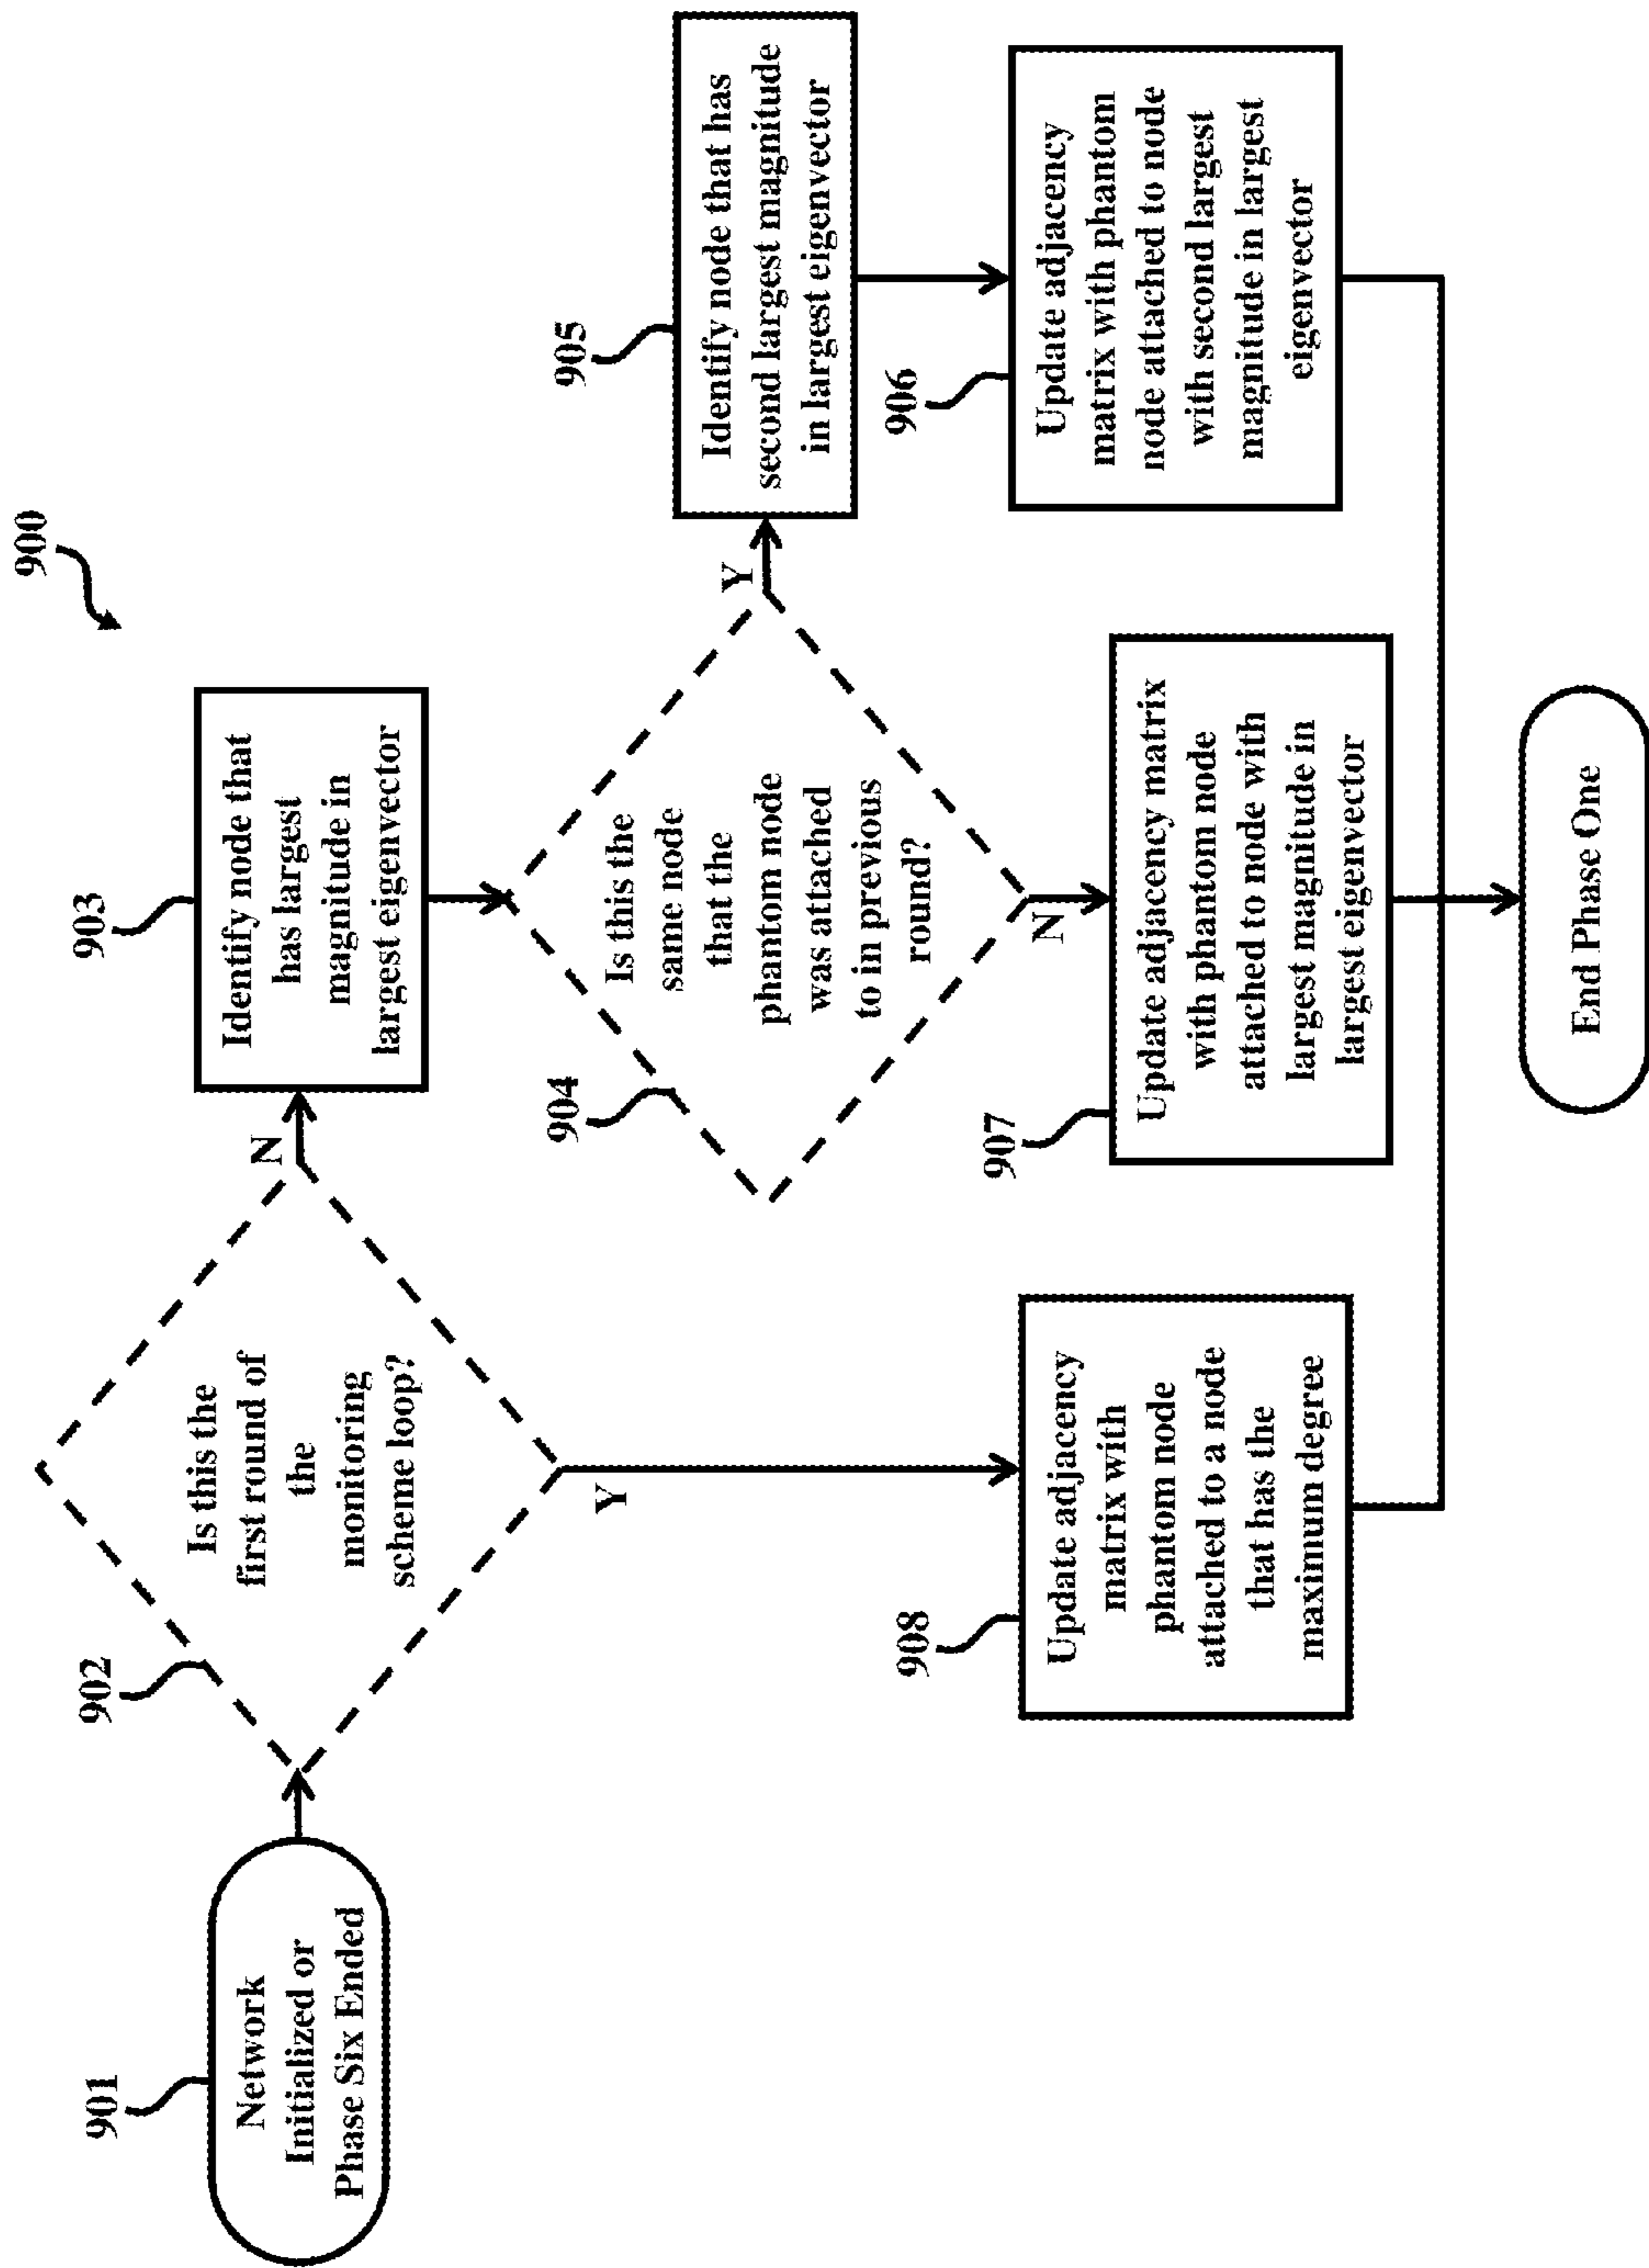 900
901
Network
Initialized or
Phase Six Ended
902
Is this the
first round of
the
monitoring
scheme loop?
N
Y
903
Identify node that
has largest
magnitude in
largest eigenvector
904
Is this the
same node
that the
phantom node
was attached
to in previous
round?
Y
N
905
Identify node that has
second largest magnitude
in largest eigenvector
906
Update adjacency
matrix with phantom
node attached to node
with second largest
magnitude in largest
eigenvector
907
Update adjacency matrix
with phantom node
attached to node with
largest magnitude in
largest eigenvector
908
Update adjacency
matrix with
phantom node
attached to a node
that has the
maximum degree
End Phase One